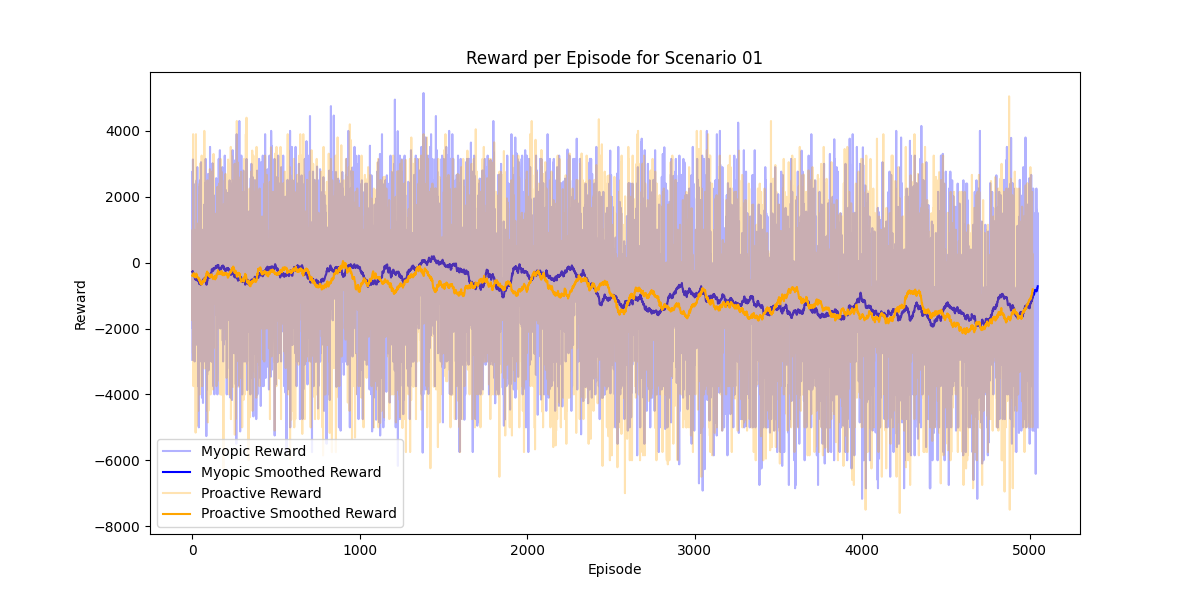 Reward per Episode for Scenario 01
Reward
4000
2000
0
−2000
−4000
−6000
−8000
Myopic Reward
Myopic Smoothed Reward
Proactive Reward
Proactive Smoothed Reward
0 1000 2000 3000 4000 5000
Episode